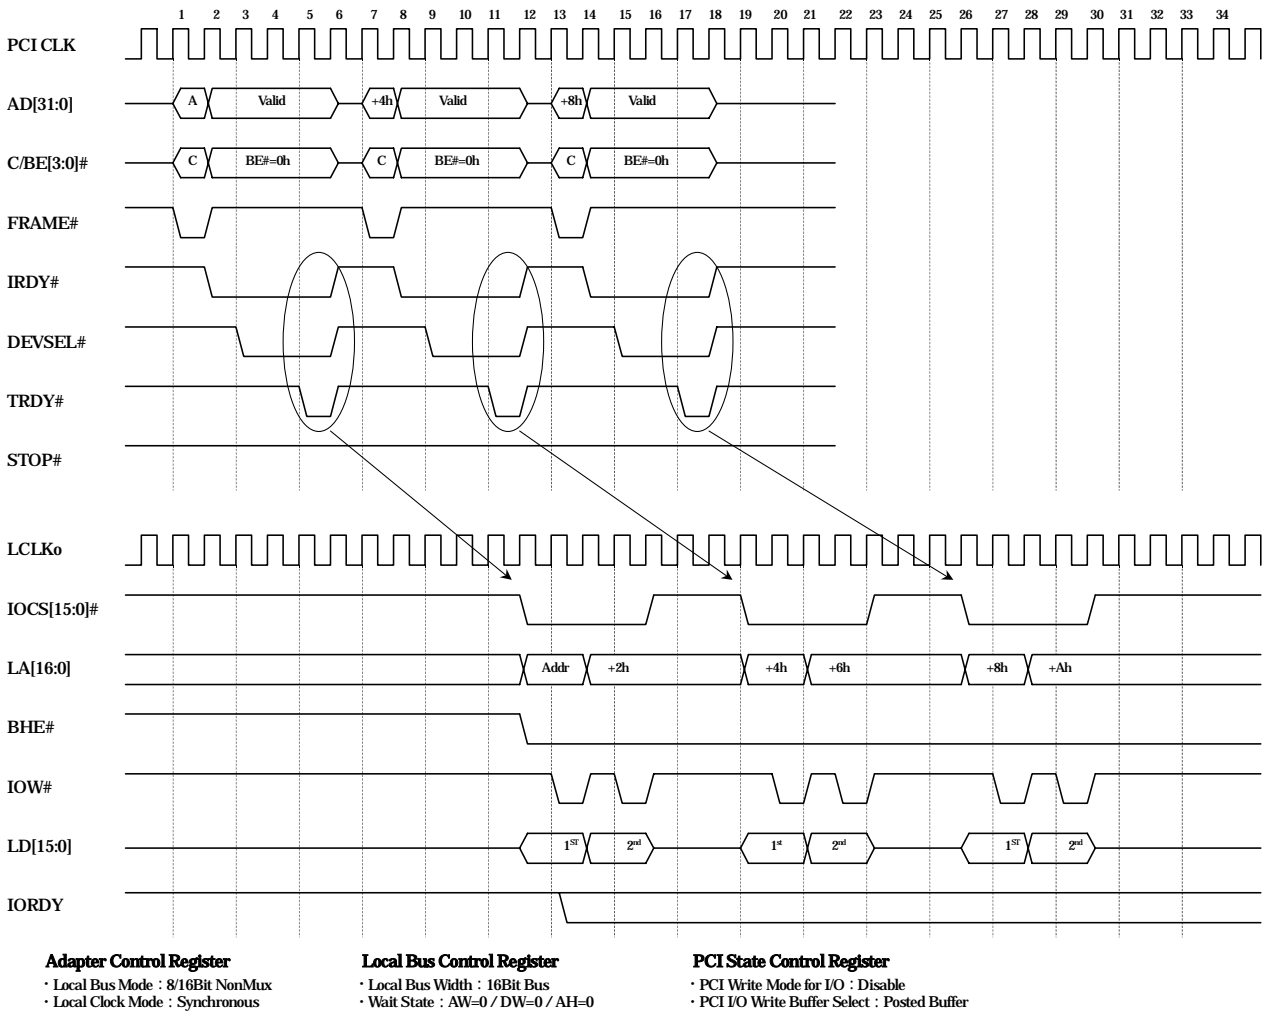 1 2 3 4 5 6 7 8 9 10 11 12 13 14 15 16 17 18 19 20 21 22 23 24 25 26 27 28 29 30 31 32 33 34
PCI CLK
AD[31:0] A Valid +4h Valid +8h Valid
C/BE[3:0]# C BE#=0h C BE#=0h C BE#=0h
FRAME#
IRDY#
DEVSEL#
TRDY#
STOP#
LCLKo
IOCS[15:0]#
LA[16:0] Addr +2h +4h +6h +8h +Ah
BHE#
IOW#
LD[15:0] 1ST 2nd 1st 2nd 1ST 2nd
IORDY
Adapter Control Register Local Bus Control Register PCI State Control Register
· Local Bus Mode : 8/16Bit NonMux · Local Bus Width : 16Bit Bus · PCI Write Mode for I/O : Disable
· Local Clock Mode : Synchronous · Wait State : AW=0 / DW=0 / AH=0 · PCI I/O Write Buffer Select : Posted Buffer